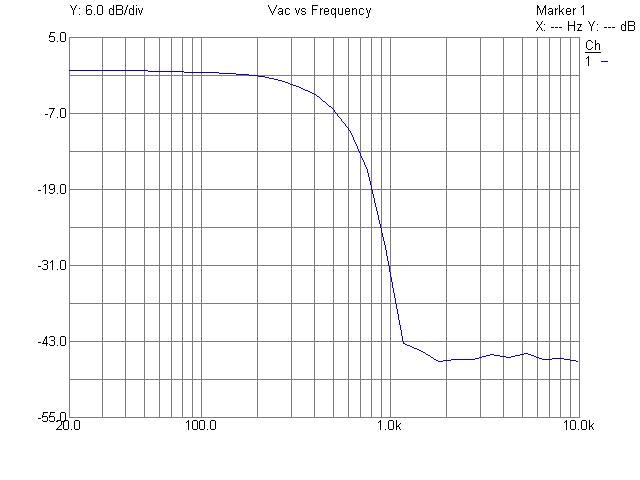 Y: 6.0 dB/div Vac vs Frequency Marker 1
X: --- Hz Y: --- dB
5.0
Ch
1 –
-7.0
-19.0
-31.0
-43.0
-55.0
20.0 100.0 1.0k 10.0k